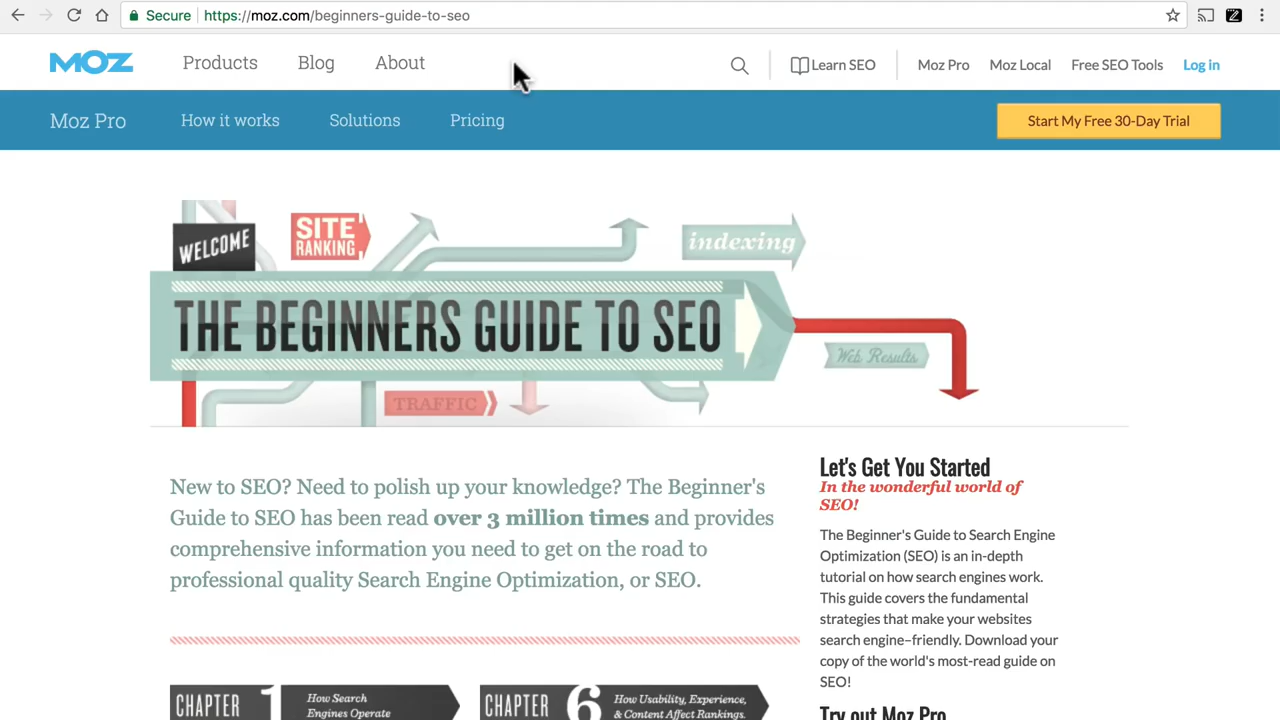 Secure https://moz.com/beginners-guide-to-seo
MOZ Products Blog About Learn SEO Moz Pro Moz Local Free SEO Tools Log in
Moz Pro How it works Solutions Pricing Start My Free 30-Day Trial
WELCOME
SITE
RANKING
indexing
THE BEGINNERS GUIDE TO SEO
Web Results
TRAFFIC
New to SEO? Need to polish up your knowledge? The Beginner's
Guide to SEO has been read over 3 million times and provides
comprehensive information you need to get on the road to
professional quality Search Engine Optimization, or SEO.
Let's Get You Started
In the wonderful world of
SEO!
The Beginner's Guide to Search Engine
Optimization (SEO) is an in-depth
tutorial on how search engines work.
This guide covers the fundamental
strategies that make your websites
search engine–friendly. Download your
copy of the world's most-read guide on
SEO!
Try out Moz Pro
CHAPTER 1 How Search
Engines Operate
CHAPTER 6 How Usability, Experience,
& Content Affect Rankings.